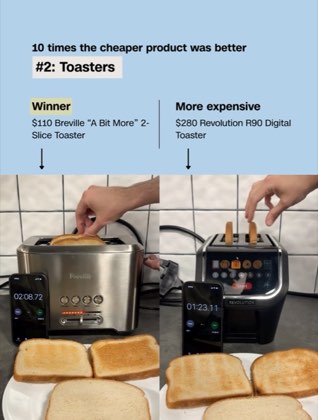 10 times the cheaper product was better
#2: Toasters
Winner
$110 Breville “A Bit More” 2-
Slice Toaster
More expensive
$280 Revolution R90 Digital
Toaster
Breville
02:08.72
01:23.11
REVOLUTION